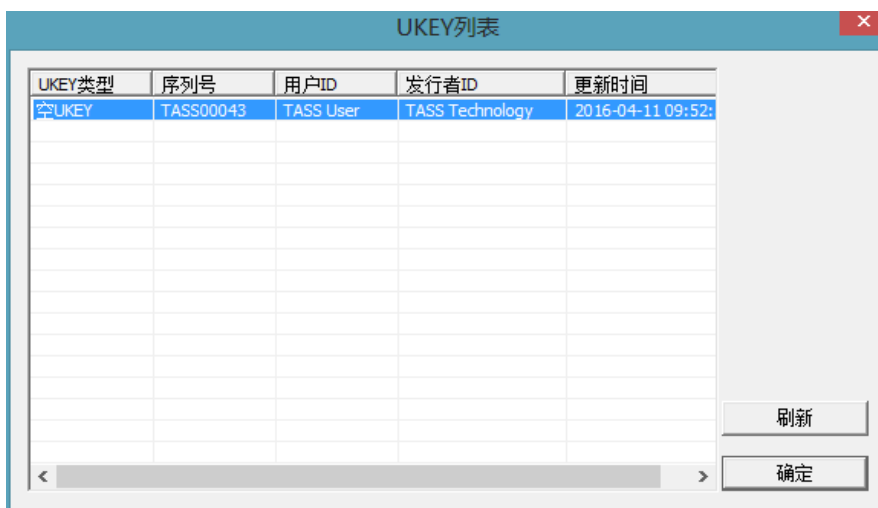 UKEY列表
UKEY类型 序列号 用户ID 发行者ID 更新时间
空UKEY TASS00043 TASS User TASS Technology 2016-04-11 09:52:
刷新
确定